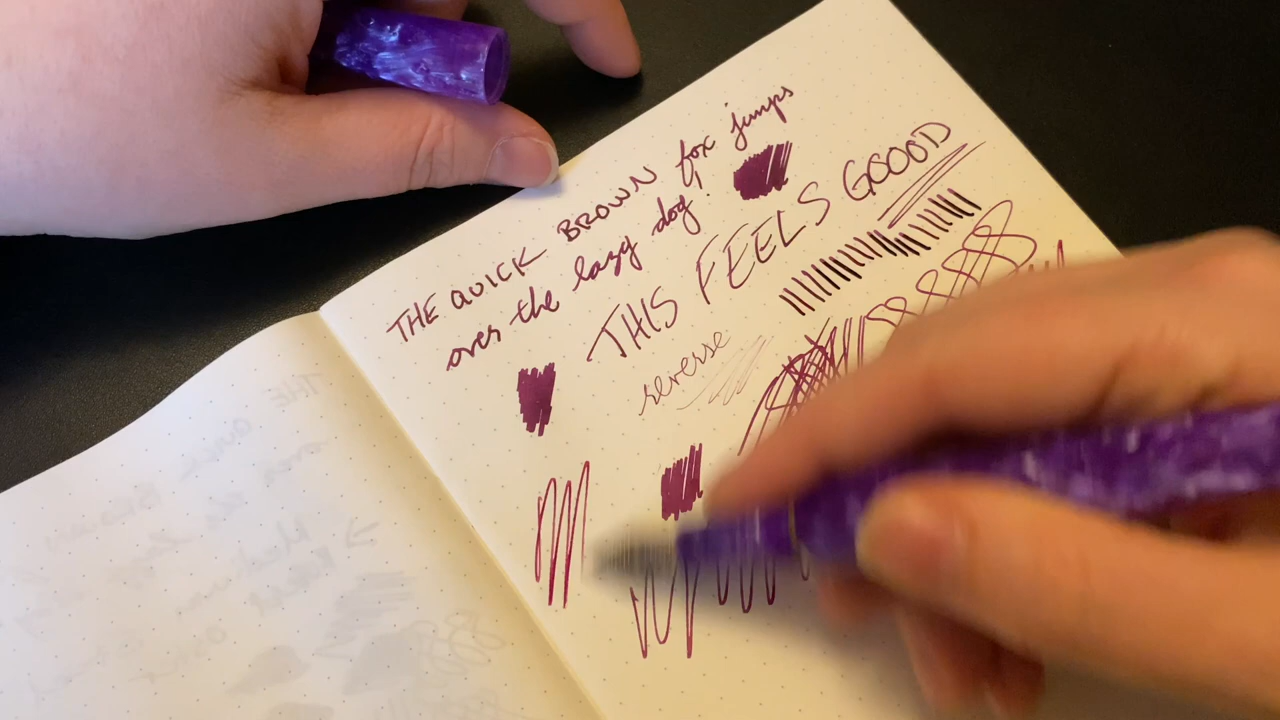 THE QUICK BROWN fox jumps
over the lazy dog!
THIS FEELS GOOD
reverse